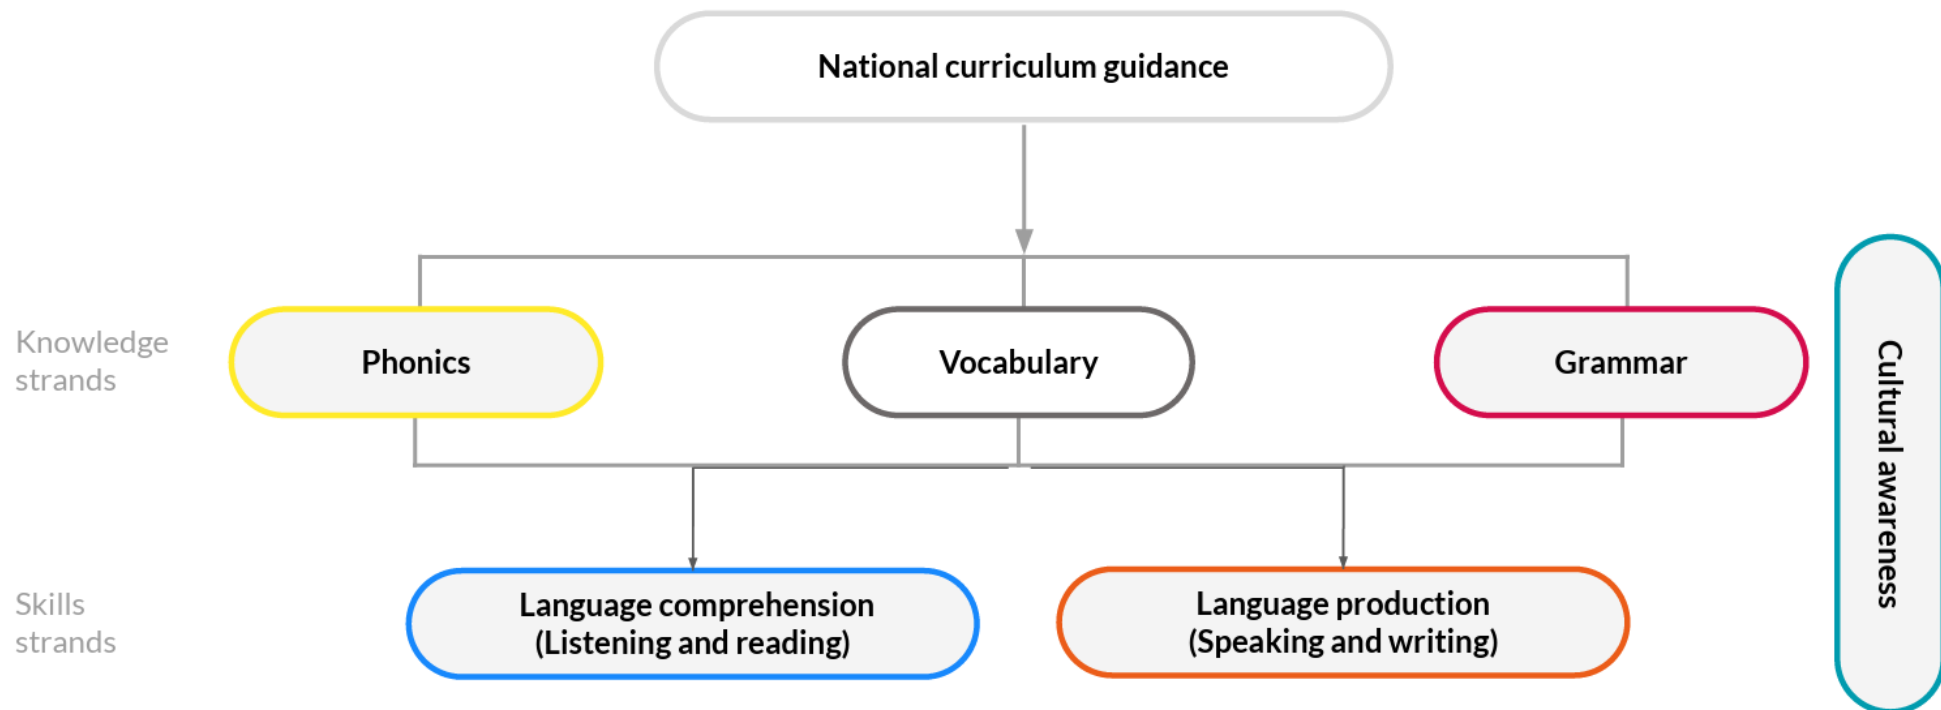 National curriculum guidance
Knowledge
strands
Phonics
Vocabulary
Grammar
Cultural awareness
Skills
strands
Language comprehension
(Listening and reading)
Language production
(Speaking and writing)